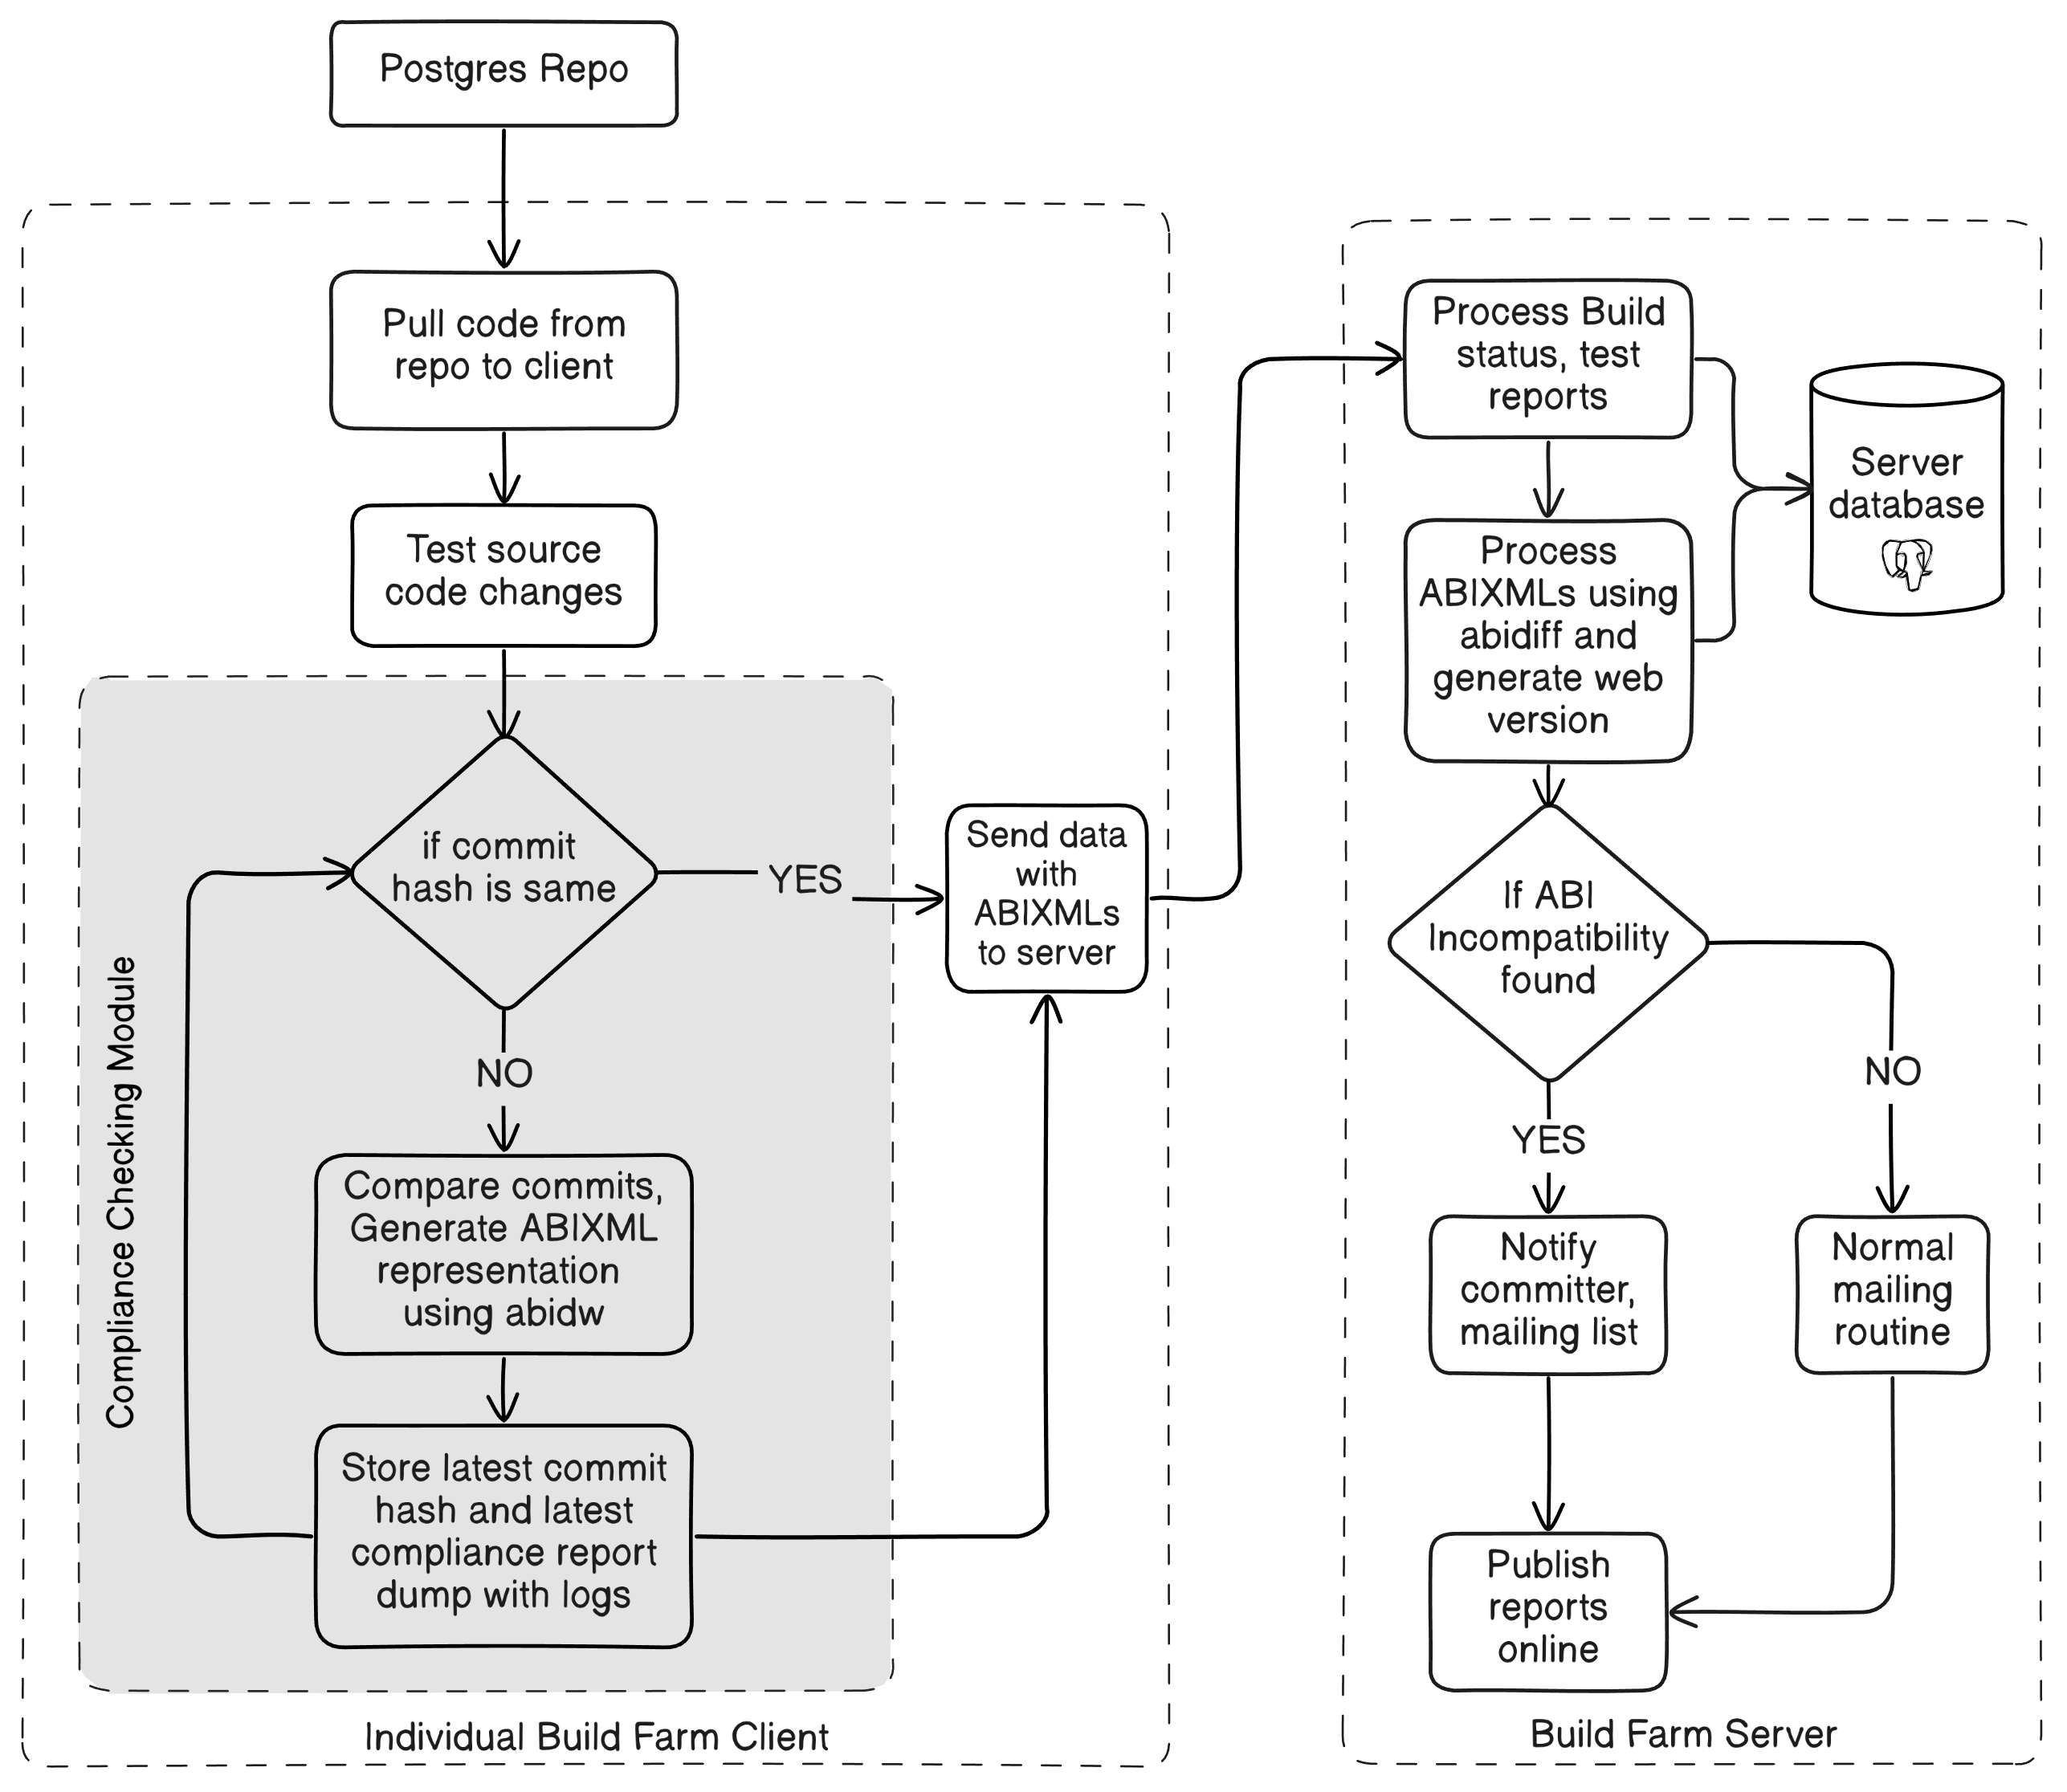 Postgres Repo
Pull code from
repo to client
Test source
code changes
if commit
hash is same
YES
NO
Compare commits,
Generate ABIXML
representation
using abidw
Store latest commit
hash and latest
compliance report
dump with logs
Compliance Checking Module
Send data
with
ABIXMLs
to server
Individual Build Farm Client
Process Build
status, test
reports
Server
database
Process
ABIXMLs using
abidiff and
generate web
version
If ABI
Incompatibility
found
YES
NO
Notify
committer,
mailing list
Normal
mailing
routine
Publish
reports
online
Build Farm Server